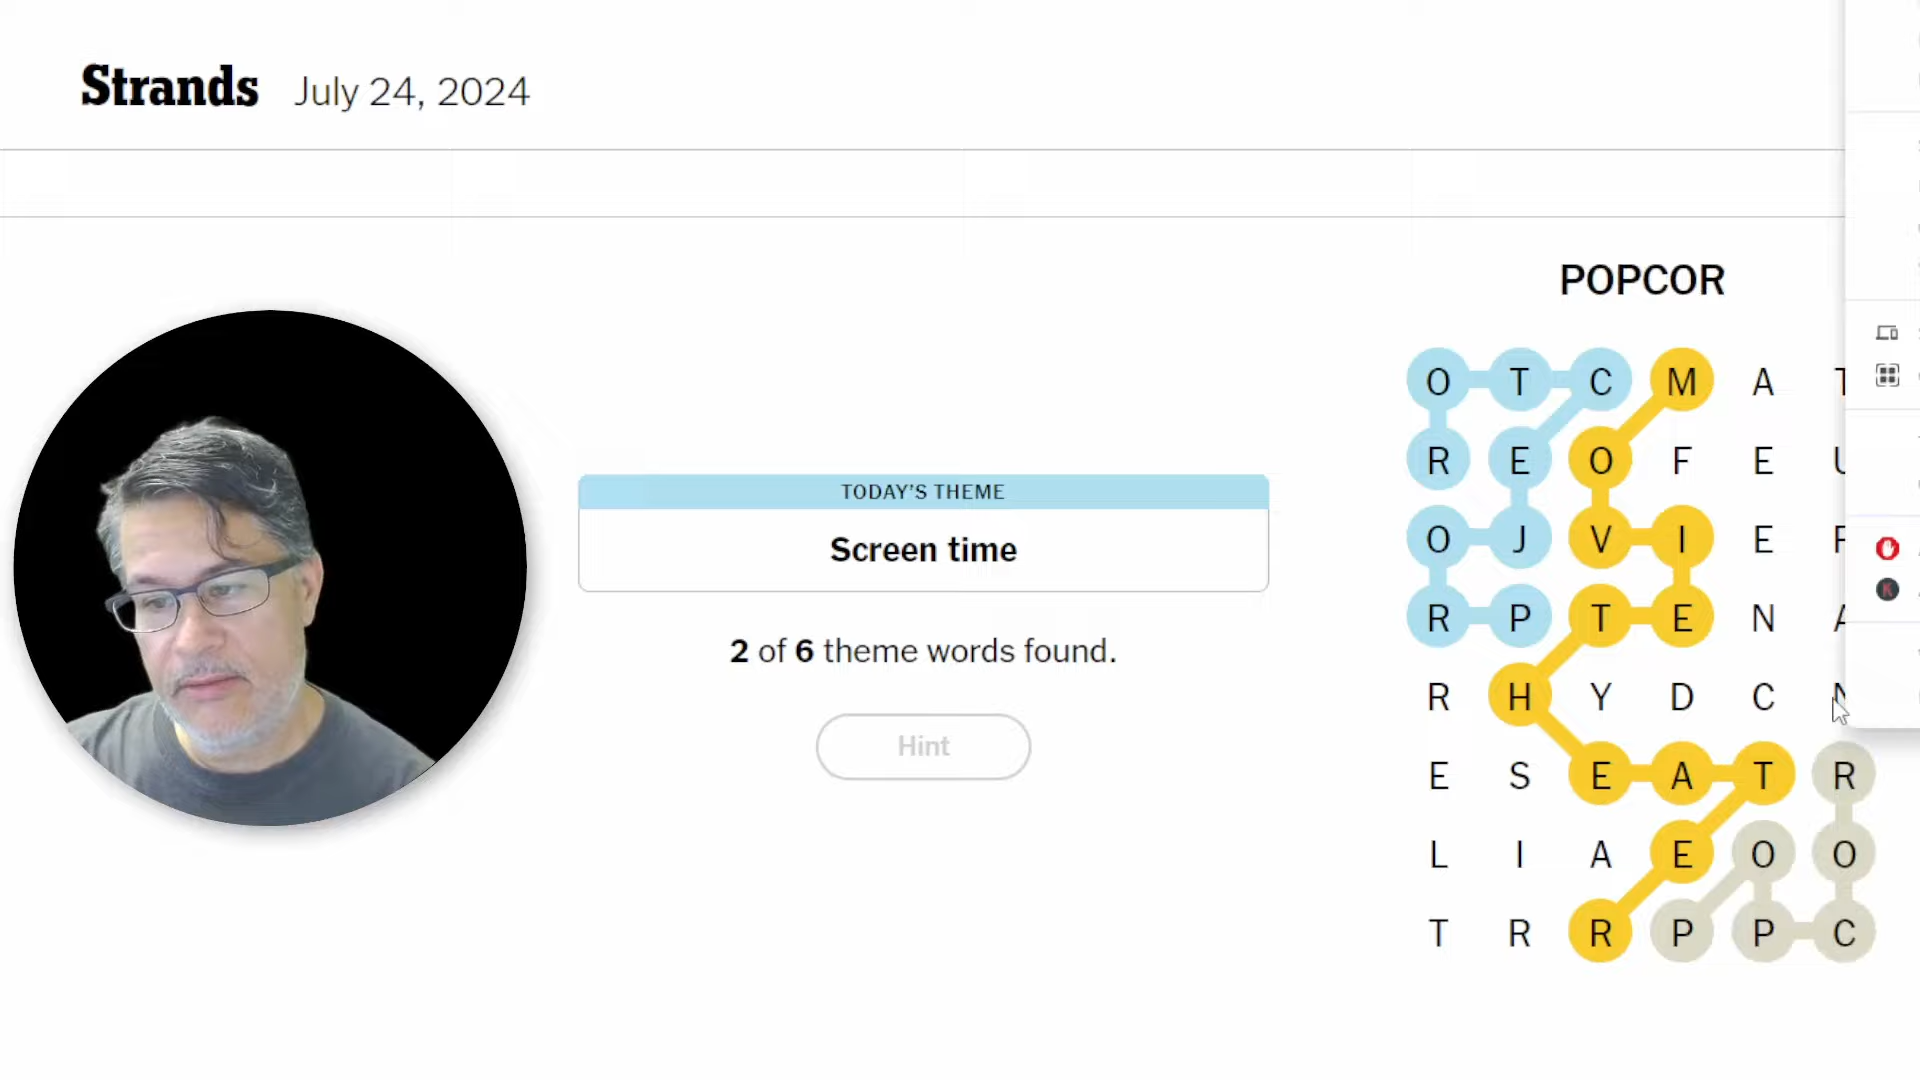 Strands July 24, 2024
POPCOR
TODAY'S THEME
Screen time
2 of 6 theme words found.
Hint
O T C M A T
R E O F E U
O J V I E
R P T E N A
R H Y D C N
E S E A T R
L I A E O O
T R R P P C